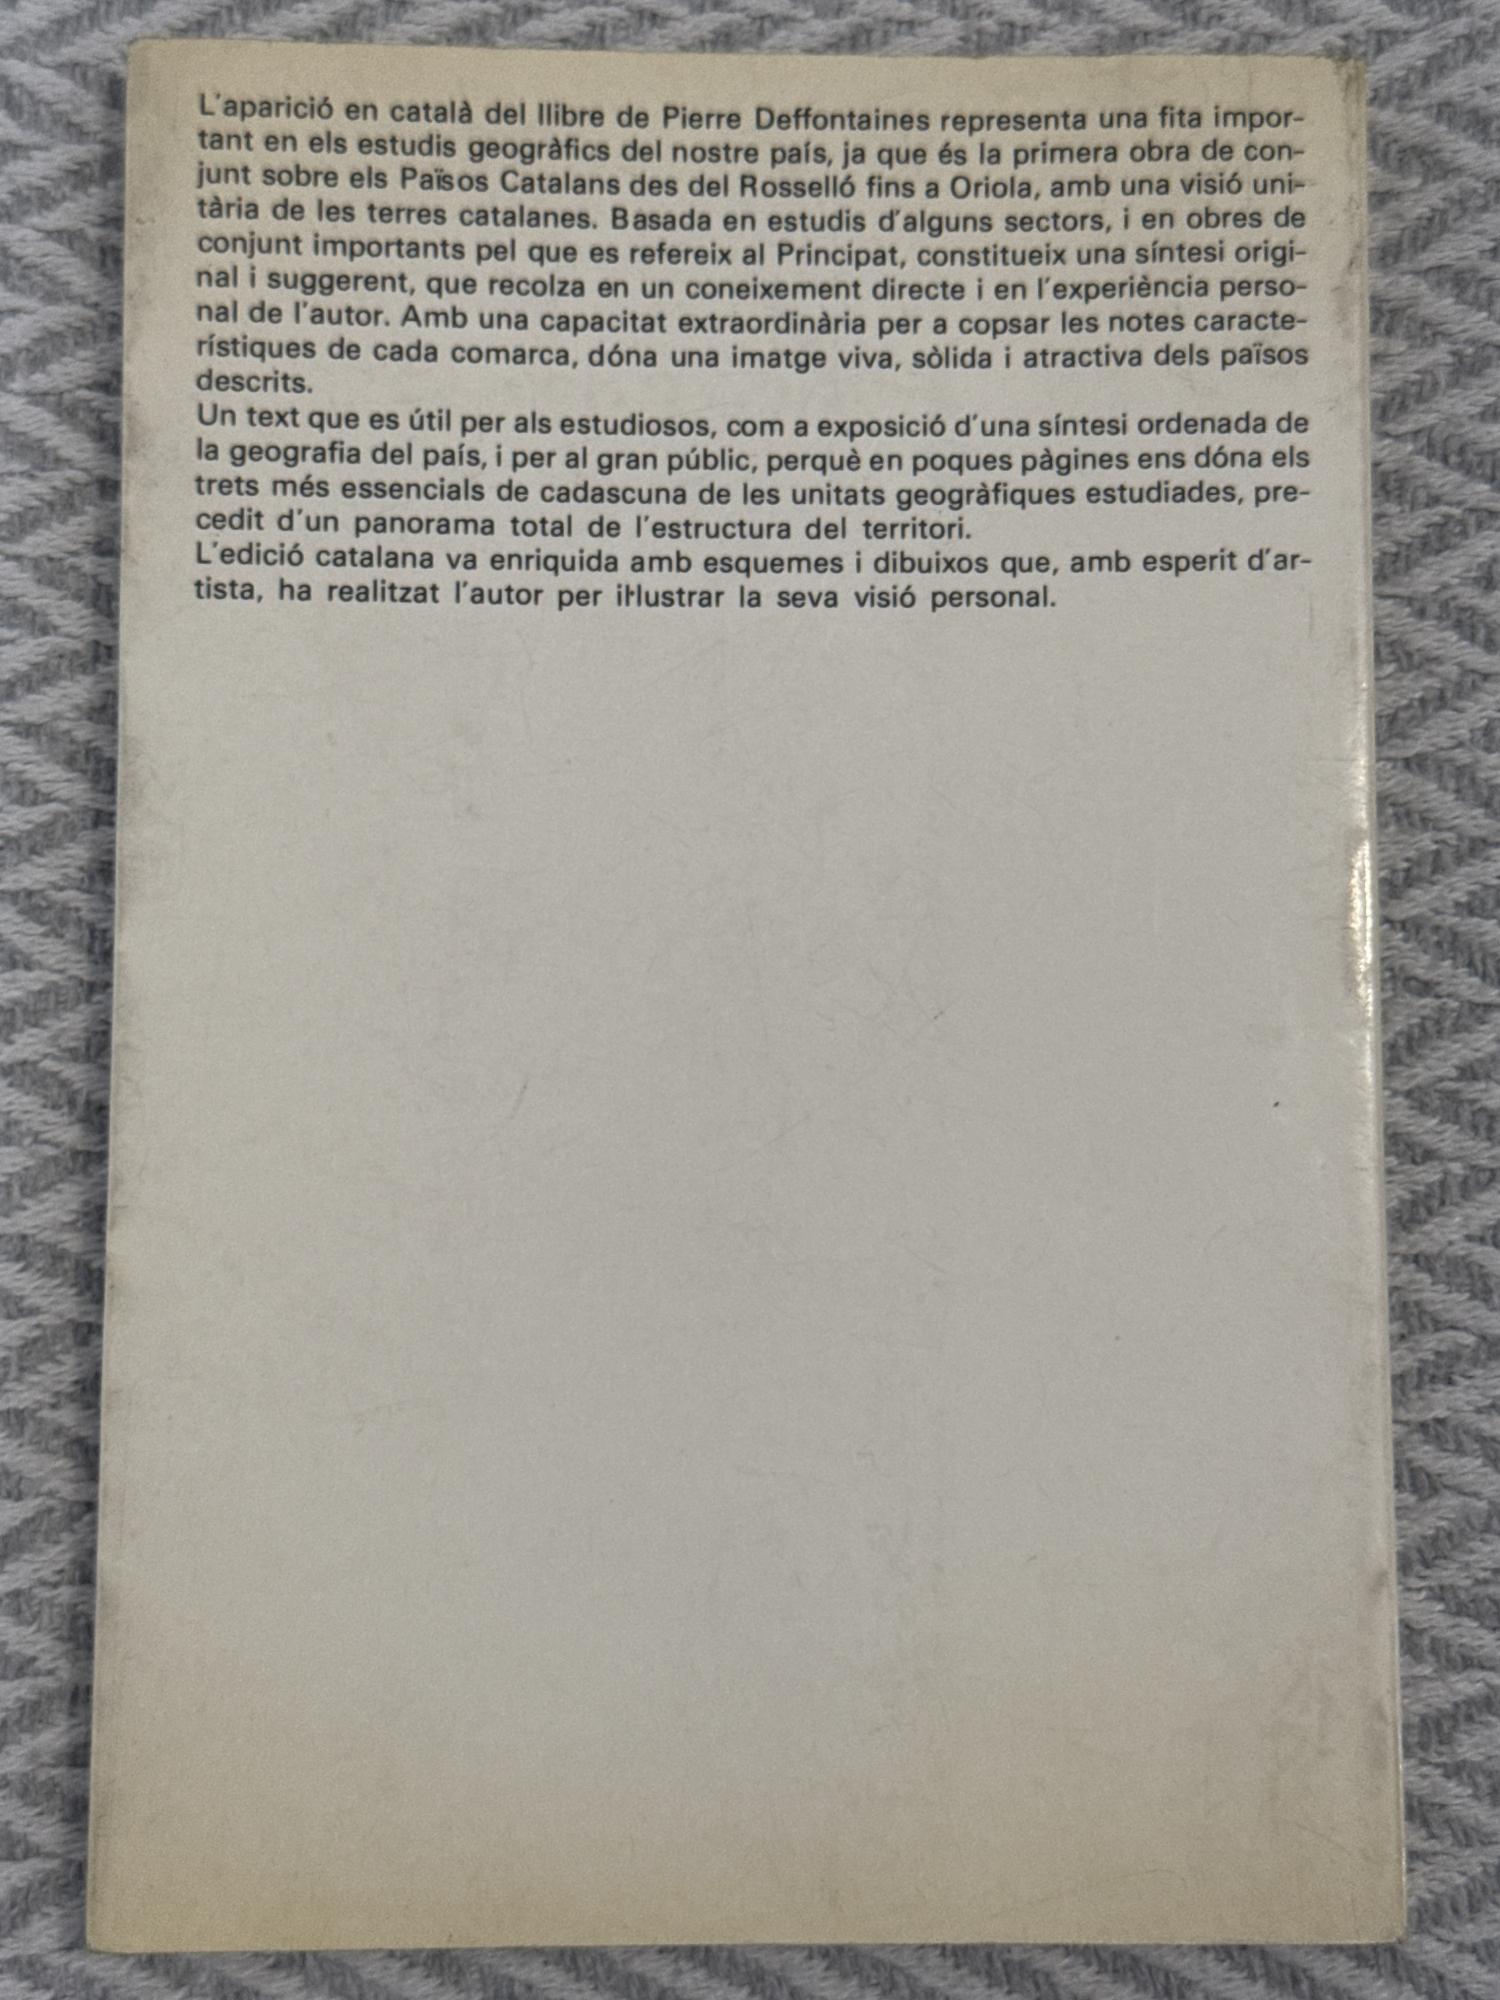 L'aparició en català del llibre de Pierre Deffontaines representa una fita impor-
tant en els estudis geogràfics del nostre país, ja que és la primera obra de con-
junt sobre els Països Catalans des del Rosselló fins a Oriola, amb una visió uni-
tària de les terres catalanes. Basada en estudis d'alguns sectors, i en obres de
conjunt importants pel que es refereix al Principat, constitueix una síntesi origi-
nal i suggerent, que recolza en un coneixement directe i en l'experiència perso-
nal de l'autor. Amb una capacitat extraordinària per a copsar les notes caracte-
rístiques de cada comarca, dóna una imatge viva, sòlida i atractiva dels països
descrits.
Un text que es útil per als estudiosos, com a exposició d'una síntesi ordenada de
la geografia del país, i per al gran públic, perquè en poques pàgines ens dóna els
trets més essencials de cadascuna de les unitats geogràfiques estudiades, pre-
cedit d'un panorama total de l'estructura del territori.
L'edició catalana va enriquida amb esquemes i dibuixos que, amb esperit d'ar-
tista, ha realitzat l'autor per il·lustrar la seva visió personal.